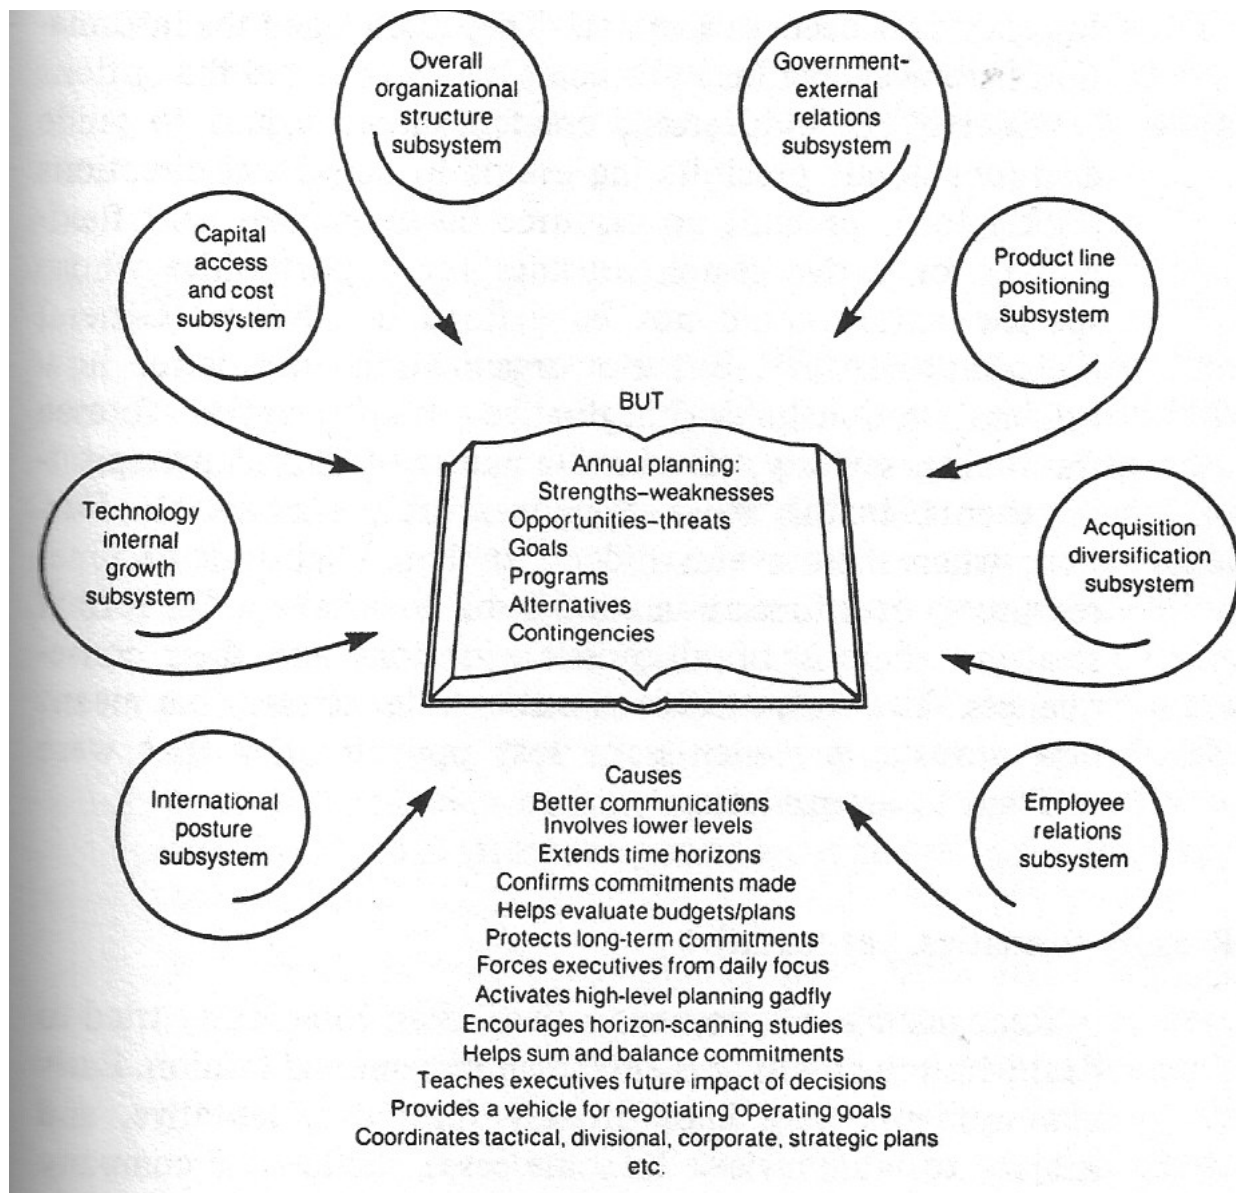 Overall
organizational
structure
subsystem
Government–
external
relations
subsystem
Capital
access
and cost
subsystem
Product line
positioning
subsystem
Technology
internal
growth
subsystem
Acquisition
diversification
subsystem
International
posture
subsystem
Employee
relations
subsystem
BUT
Annual planning:
Strengths–weaknesses
Opportunities–threats
Goals
Programs
Alternatives
Contingencies
Causes
Better communications
Involves lower levels
Extends time horizons
Confirms commitments made
Helps evaluate budgets/plans
Protects long-term commitments
Forces executives from daily focus
Activates high-level planning gadfly
Encourages horizon-scanning studies
Helps sum and balance commitments
Teaches executives future impact of decisions
Provides a vehicle for negotiating operating goals
Coordinates tactical, divisional, corporate, strategic plans
etc.